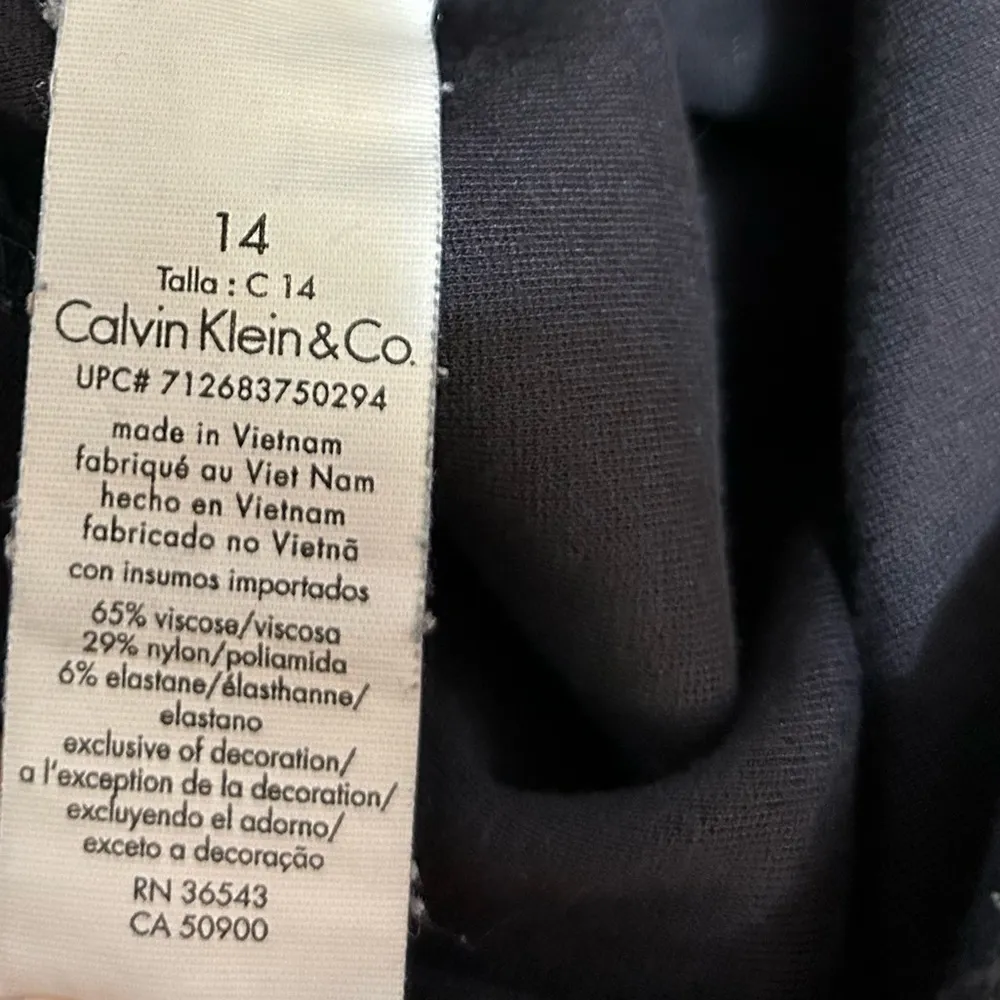 14
Talla : C 14
Calvin Klein & Co.
UPC# 712683750294
made in Vietnam
fabriqué au Viet Nam
hecho en Vietnam
fabricado no Vietnã
con insumos importados
65% viscose/viscosa
29% nylon/poliamida
6% elastane/élasthanne/
elastano
exclusive of decoration/
a l'exception de la decoration/
excluyendo el adorno/
exceto a decoração
RN 36543
CA 50900